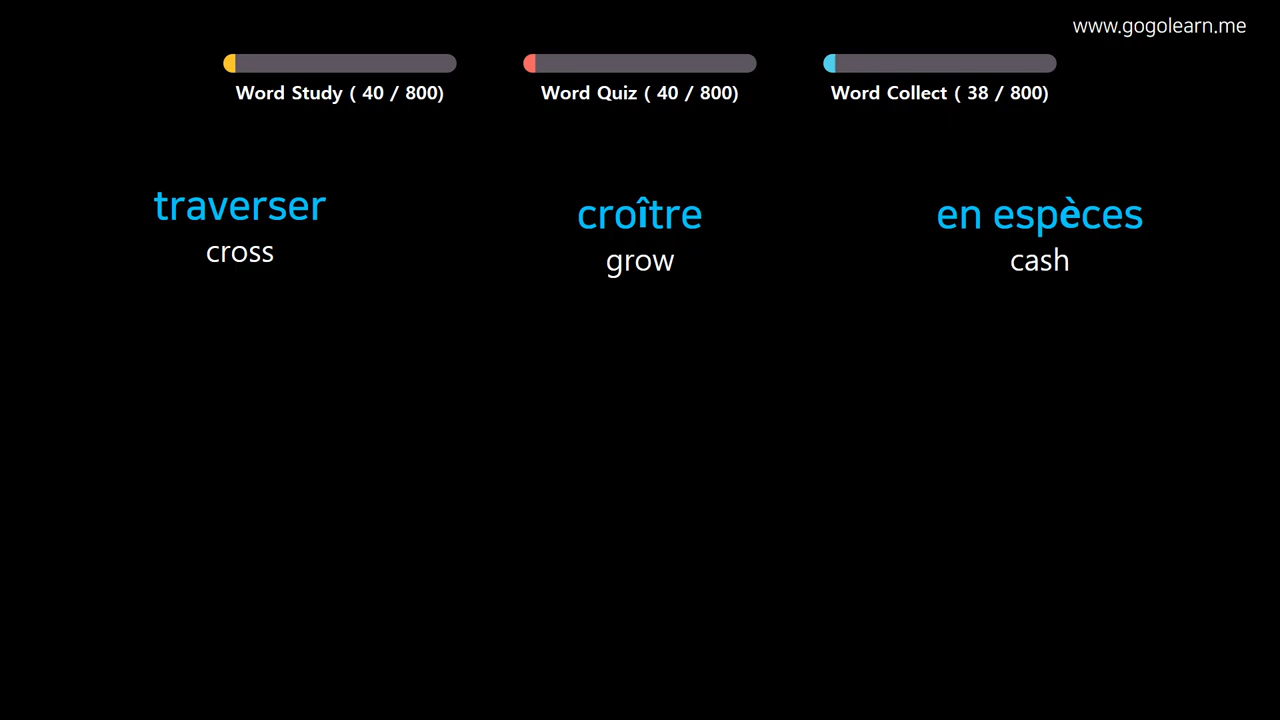 www.gogolearn.me
Word Study ( 40 / 800)
Word Quiz ( 40 / 800)
Word Collect ( 38 / 800)
traverser
cross
croître
grow
en espèces
cash